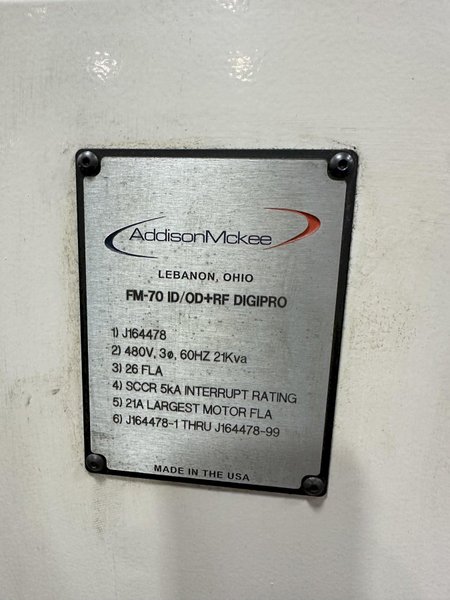 AddisonMckee
LEBANON, OHIO
FM-70 ID/OD+RF DIGIPRO
1) J164478
2) 480V, 3ø, 60HZ 21Kva
3) 26 FLA
4) SCCR 5kA INTERRUPT RATING
5) 21A LARGEST MOTOR FLA
6) J164478-1 THRU J164478-99
MADE IN THE USA